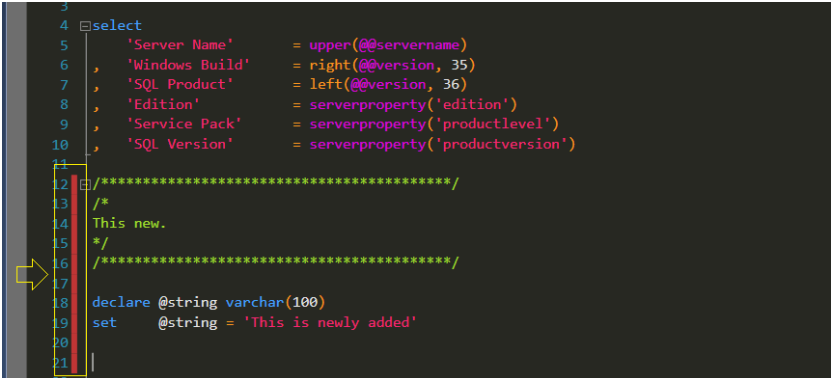 3
4 select
5 'Server Name' = upper(@@servername)
6 , 'Windows Build' = right(@@version, 35)
7 , 'SQL Product' = left(@@version, 36)
8 , 'Edition' = serverproperty('edition')
9 , 'Service Pack' = serverproperty('productlevel')
10 , 'SQL Version' = serverproperty('productversion')
11
12 /******************************************/
13 /*
14 This new.
15 */
16 /******************************************/
17
18 declare @string varchar(100)
19 set @string = 'This is newly added'
20
21